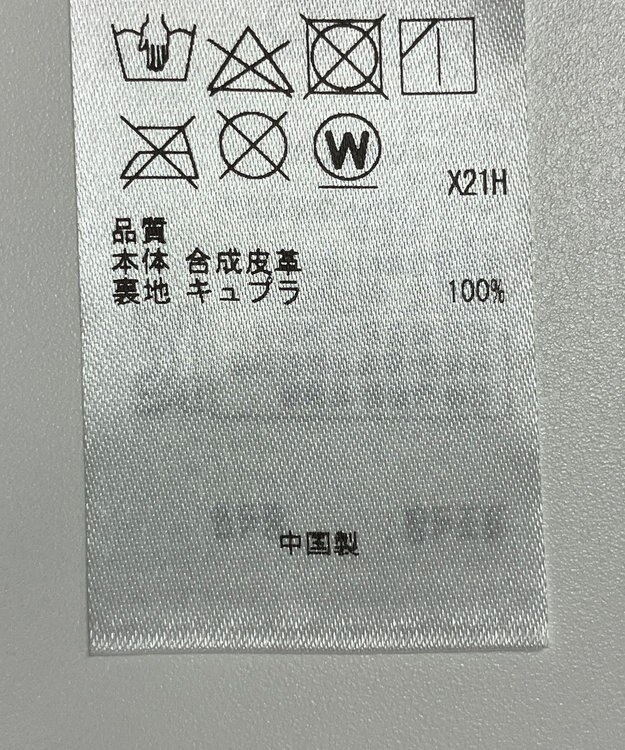 W
X21H
品質
本体 合成皮革
裏地 キュプラ 100%
中国製